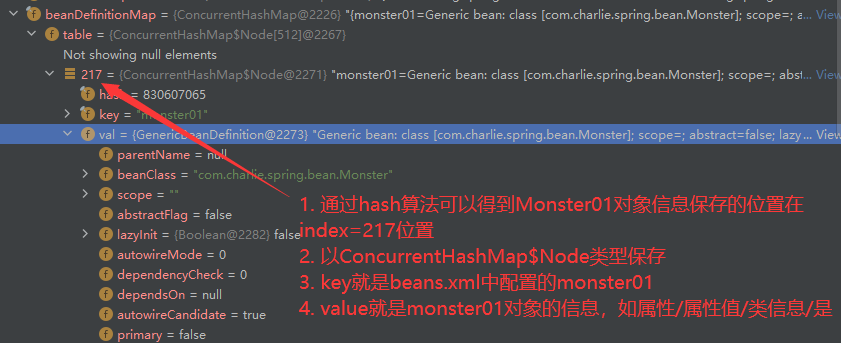 beanDefinitionMap = {ConcurrentHashMap@2226} "{monster01=Generic bean: class [com.charlie.spring.bean.Monster]; scope=; a... View
table = {ConcurrentHashMap$Node[512]@2267}
Not showing null elements
217 = {ConcurrentHashMap$Node@2271} "monster01=Generic bean: class [com.charlie.spring.bean.Monster]; scope=; abst... View
hash = 830607065
key = "monster01"
val = {GenericBeanDefinition@2273} "Generic bean: class [com.charlie.spring.bean.Monster]; scope=; abstract=false; lazy... View
parentName = null
beanClass = "com.charlie.spring.bean.Monster"
scope = ""
abstractFlag = false
lazyInit = {Boolean@2282} false
autowireMode = 0
dependencyCheck = 0
dependsOn = null
autowireCandidate = true
primary = false
1. 通过hash算法可以得到Monster01对象信息保存的位置在
index=217位置
2. 以ConcurrentHashMap$Node类型保存
3. key就是beans.xml中配置的monster01
4. value就是monster01对象的信息，如属性/属性值/类信息/是